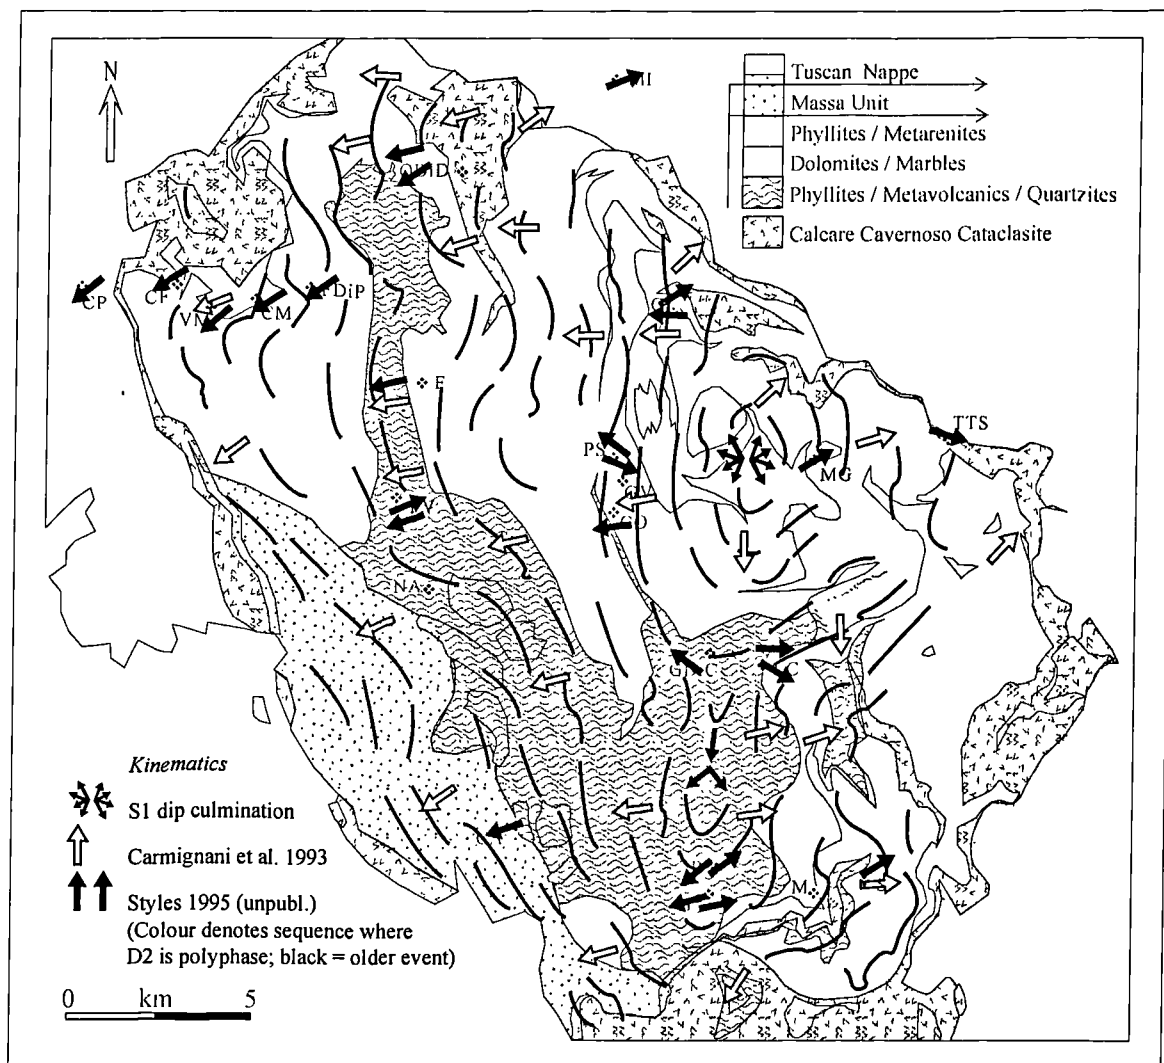 N
MI
Tuscan Nappe
Massa Unit
Phyllites / Metarenites
Dolomites / Marbles
Phyllites / Metavolcanics / Quartzites
Calcare Cavernoso Cataclasite
CP
CF
VM
CM
DiP
E
TTS
PS
MG
NA
C
M
Kinematics
S1 dip culmination
Carmignani et al. 1993
Styles 1995 (unpubl.)
(Colour denotes sequence where
D2 is polyphase; black = older event)
0 km 5